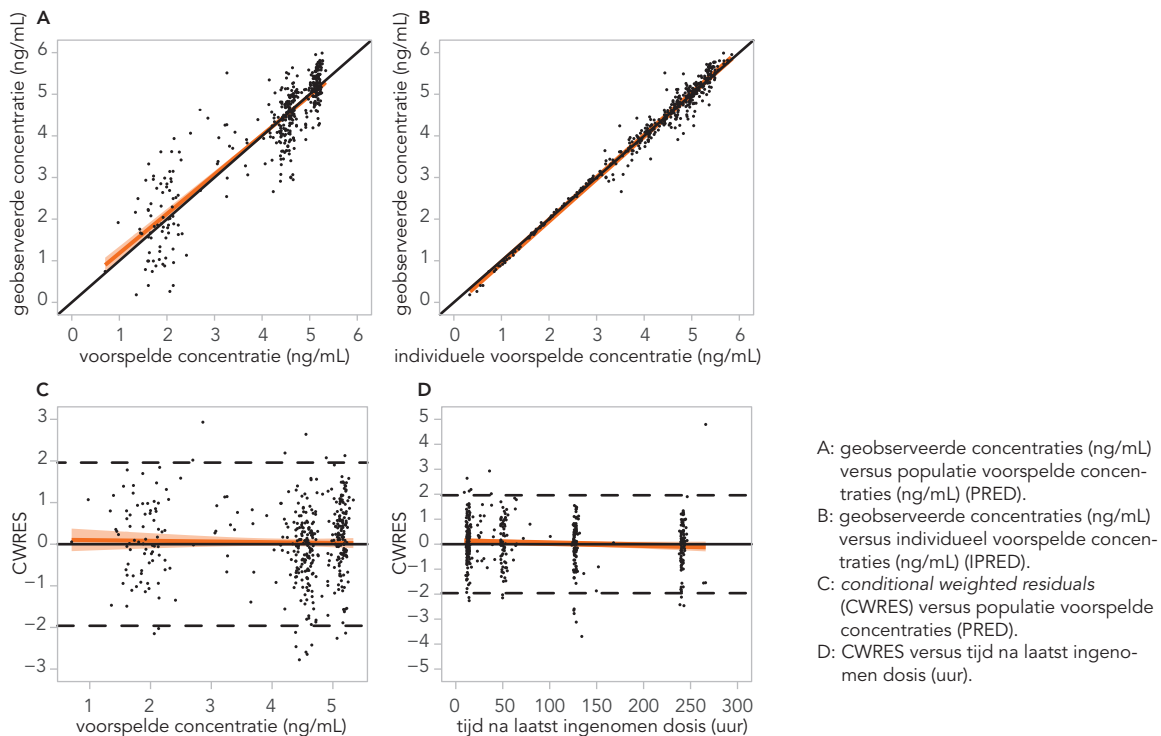 A
geobserveerde concentratie (ng/mL)
6
5
4
3
2
1
0
0 1 2 3 4 5 6
voorspelde concentratie (ng/mL)
B
geobserveerde concentratie (ng/mL)
6
5
4
3
2
1
0
0 1 2 3 4 5 6
individuele voorspelde concentratie (ng/mL)
C
CWRES
3
2
1
0
−1
−2
−3
1 2 3 4 5
voorspelde concentratie (ng/mL)
D
CWRES
5
4
3
2
1
0
−1
−2
−3
−4
−5
0 50 100 150 200 250 300
tijd na laatst ingenomen dosis (uur)
A: geobserveerde concentraties (ng/mL)
versus populatie voorspelde concen-
traties (ng/mL) (PRED).
B: geobserveerde concentraties (ng/mL)
versus individueel voorspelde concen-
traties (ng/mL) (IPRED).
C: conditional weighted residuals
(CWRES) versus populatie voorspelde
concentraties (PRED).
D: CWRES versus tijd na laatst ingeno-
men dosis (uur).